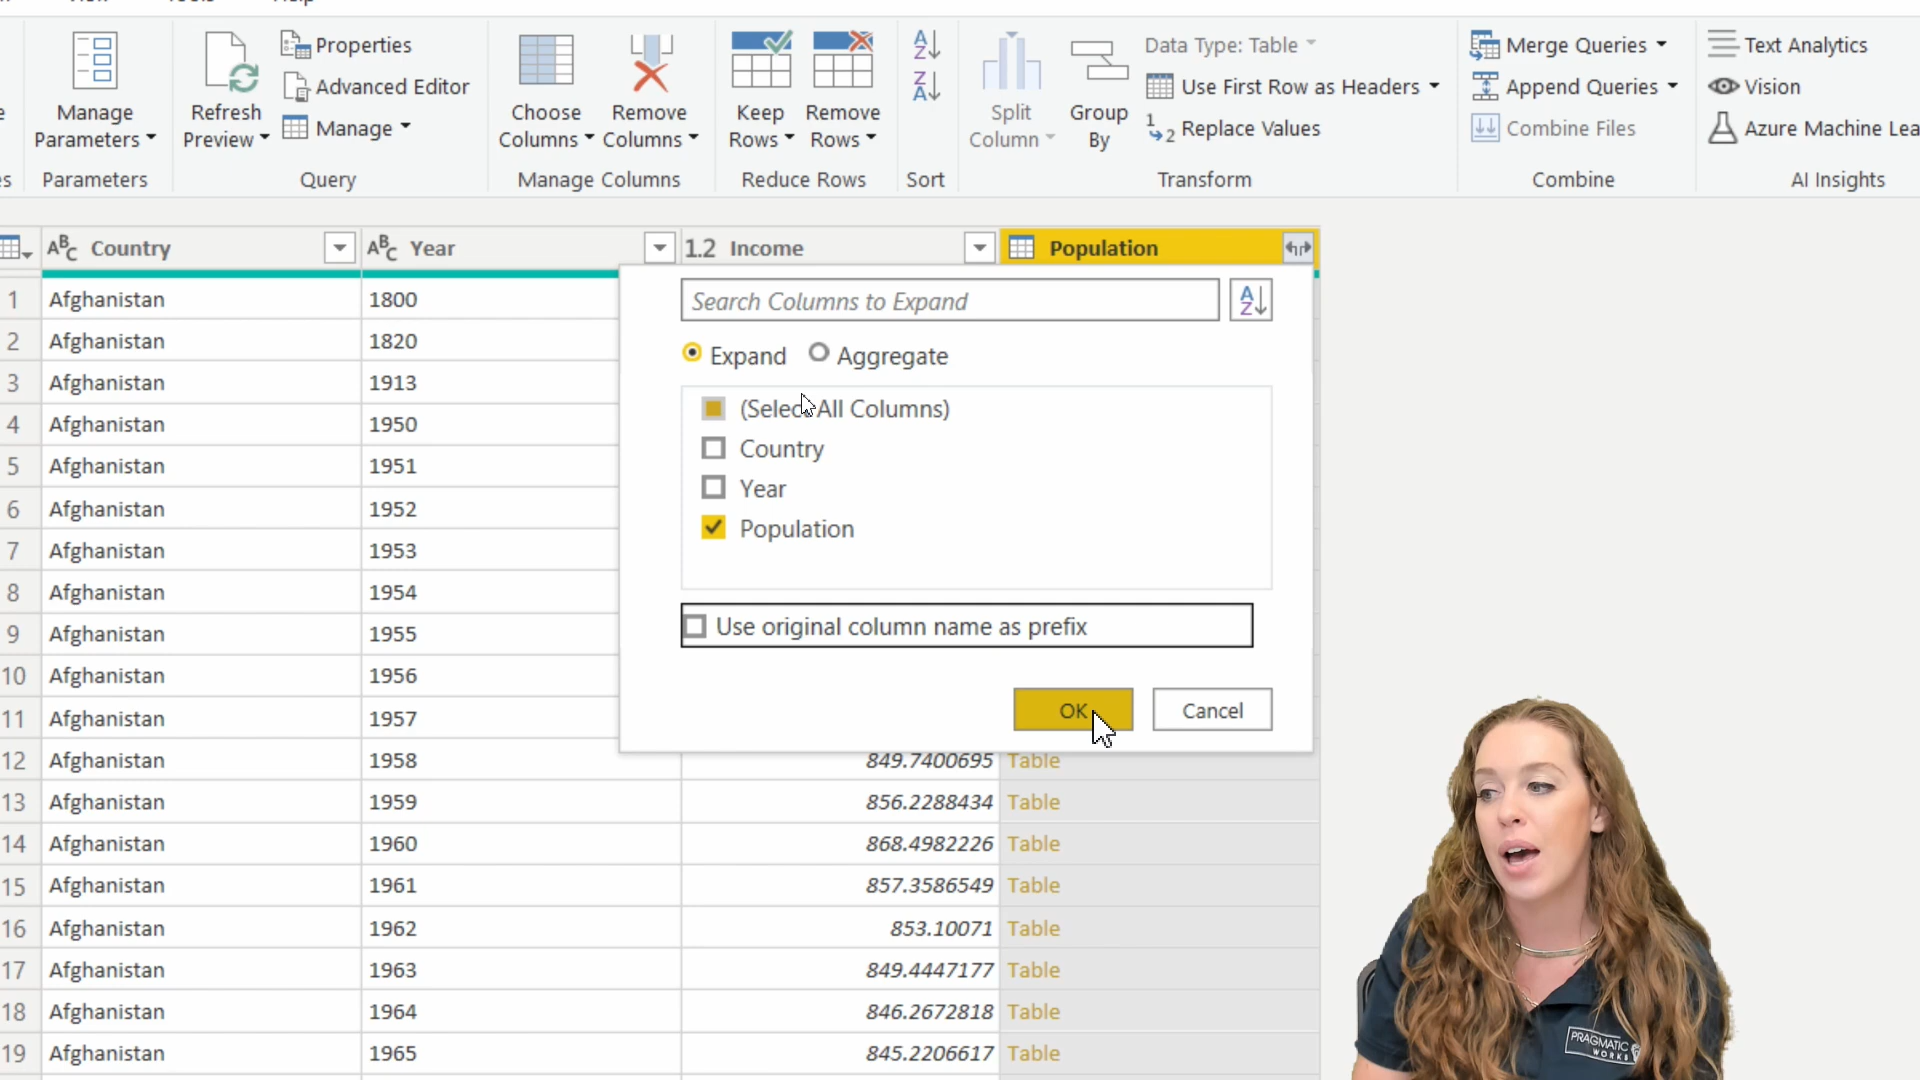 View Tools Help
Manage Parameters
Parameters
Refresh Preview
Properties
Advanced Editor
Manage
Query
Choose Columns
Remove Columns
Manage Columns
Keep Rows
Remove Rows
Reduce Rows
Sort
Split Column
Group By
Data Type: Table
Use First Row as Headers
1 2 Replace Values
Transform
Merge Queries
Append Queries
Combine Files
Combine
Text Analytics
Vision
Azure Machine Lea
AI Insights
ABC Country ABC Year 1.2 Income Population
Search Columns to Expand
AZ
Expand Aggregate
(Select All Columns)
Country
Year
Population
Use original column name as prefix
OK Cancel
1 Afghanistan 1800
2 Afghanistan 1820
3 Afghanistan 1913
4 Afghanistan 1950
5 Afghanistan 1951
6 Afghanistan 1952
7 Afghanistan 1953
8 Afghanistan 1954
9 Afghanistan 1955
10 Afghanistan 1956
11 Afghanistan 1957
12 Afghanistan 1958 849.7400695 Table
13 Afghanistan 1959 856.2288434 Table
14 Afghanistan 1960 868.4982226 Table
15 Afghanistan 1961 857.3586549 Table
16 Afghanistan 1962 853.10071 Table
17 Afghanistan 1963 849.4447177 Table
18 Afghanistan 1964 846.2672818 Table
19 Afghanistan 1965 845.2206617 Table
PRAGMATIC
WORKS